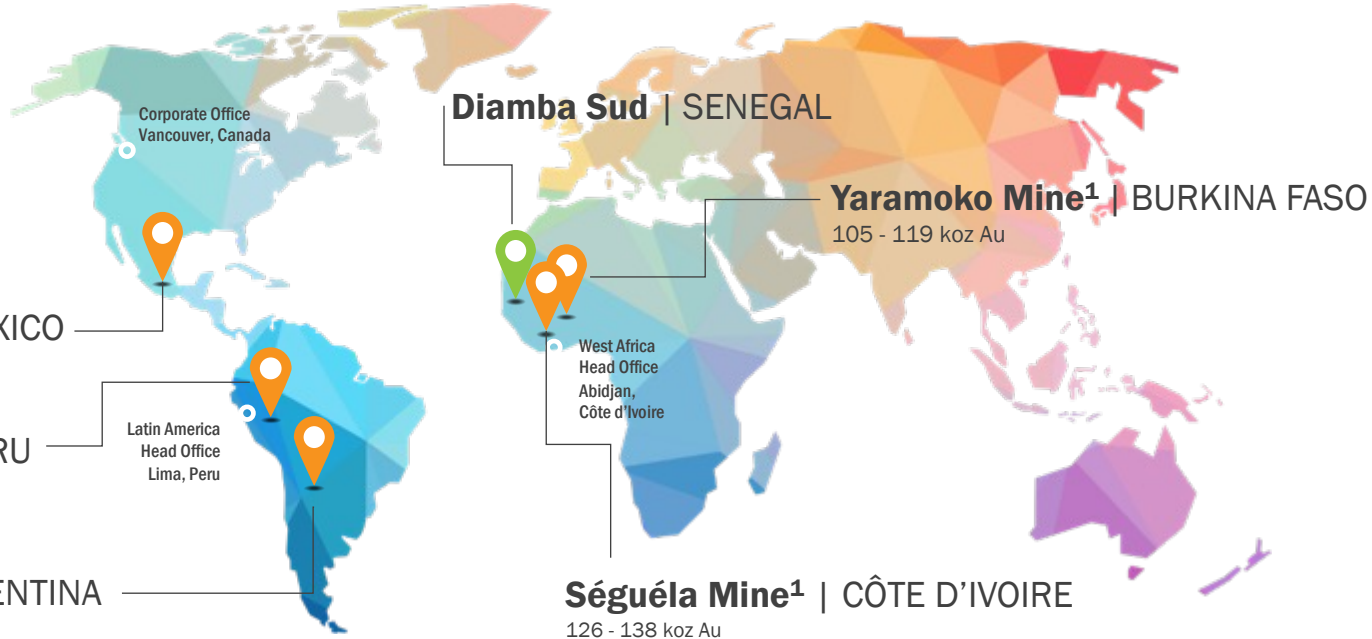 Corporate Office
Vancouver, Canada
Diamba Sud | SENEGAL
Yaramoko Mine¹ | BURKINA FASO
105 - 119 koz Au
XICO
West Africa
Head Office
Abidjan,
Côte d'Ivoire
RU
Latin America
Head Office
Lima, Peru
ENTINA
Séguéla Mine¹ | CÔTE D'IVOIRE
126 - 138 koz Au